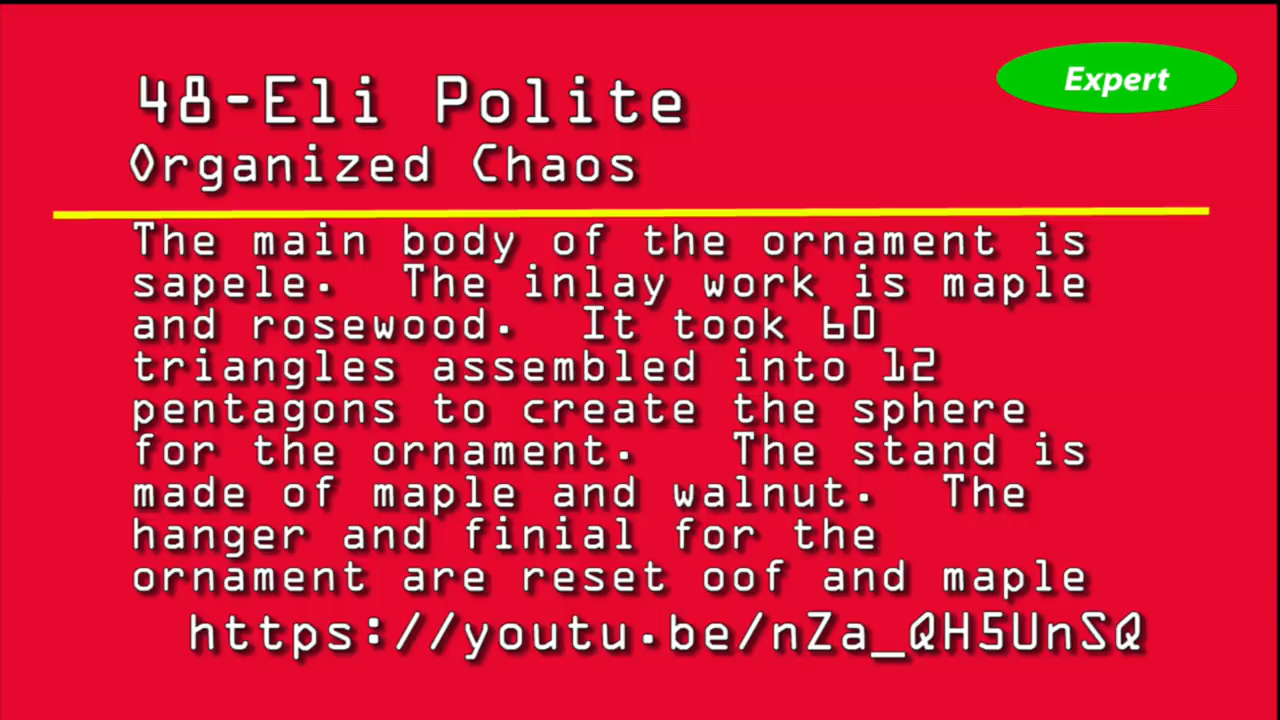 48-Eli Polite
Expert
Organized Chaos
The main body of the ornament is
sapele. The inlay work is maple
and rosewood. It took 60
triangles assembled into 12
pentagons to create the sphere
for the ornament. The stand is
made of maple and walnut. The
hanger and finial for the
ornament are reset oof and maple
https://youtu.be/nZa_QH5UnSQ